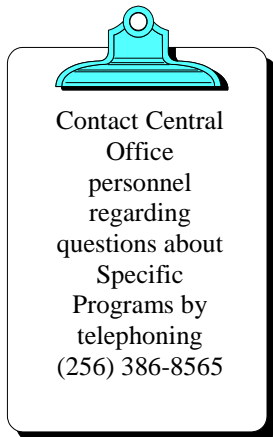 Contact Central
Office
personnel
regarding
questions about
Specific
Programs by
telephoning
(256) 386-8565